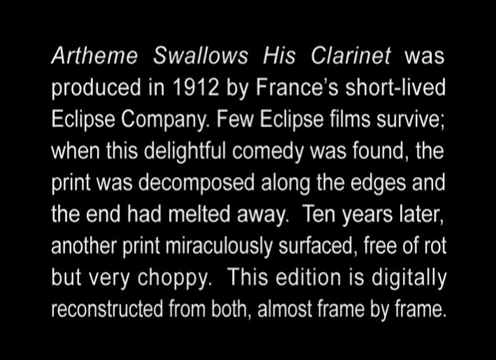 Artheme Swallows His Clarinet was
produced in 1912 by France's short-lived
Eclipse Company. Few Eclipse films survive;
when this delightful comedy was found, the
print was decomposed along the edges and
the end had melted away. Ten years later,
another print miraculously surfaced, free of rot
but very choppy. This edition is digitally
reconstructed from both, almost frame by frame.